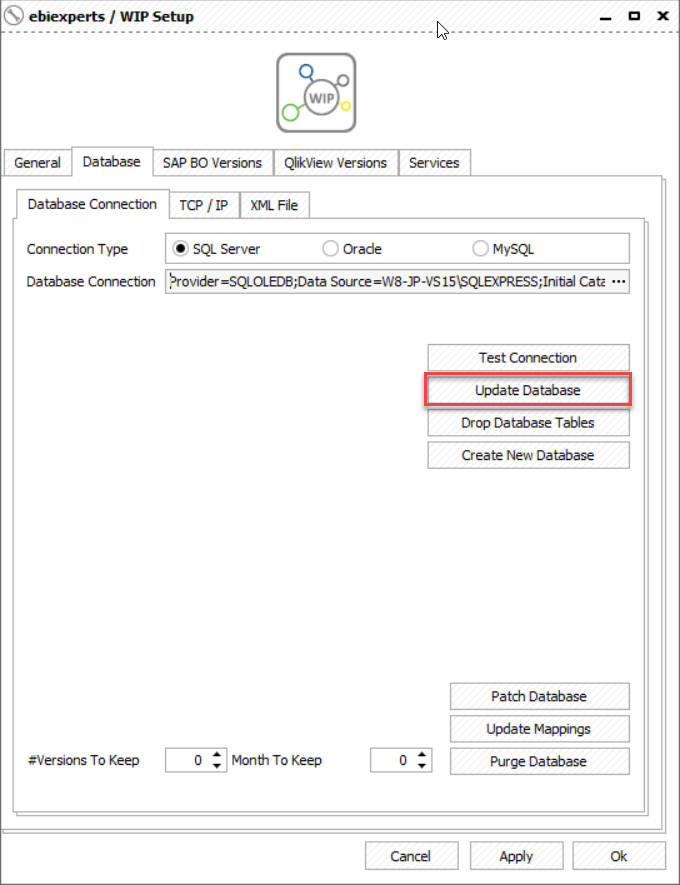 ebiexperts / WIP Setup
WIP
General Database SAP BO Versions QlikView Versions Services
Database Connection TCP / IP XML File
Connection Type SQL Server Oracle MySQL
Database Connection Provider=SQLOLEDB;Data Source=W8-JP-VS15\SQLEXPRESS;Initial Cata ...
Test Connection
Update Database
Drop Database Tables
Create New Database
Patch Database
Update Mappings
#Versions To Keep 0 Month To Keep 0 Purge Database
Cancel Apply Ok